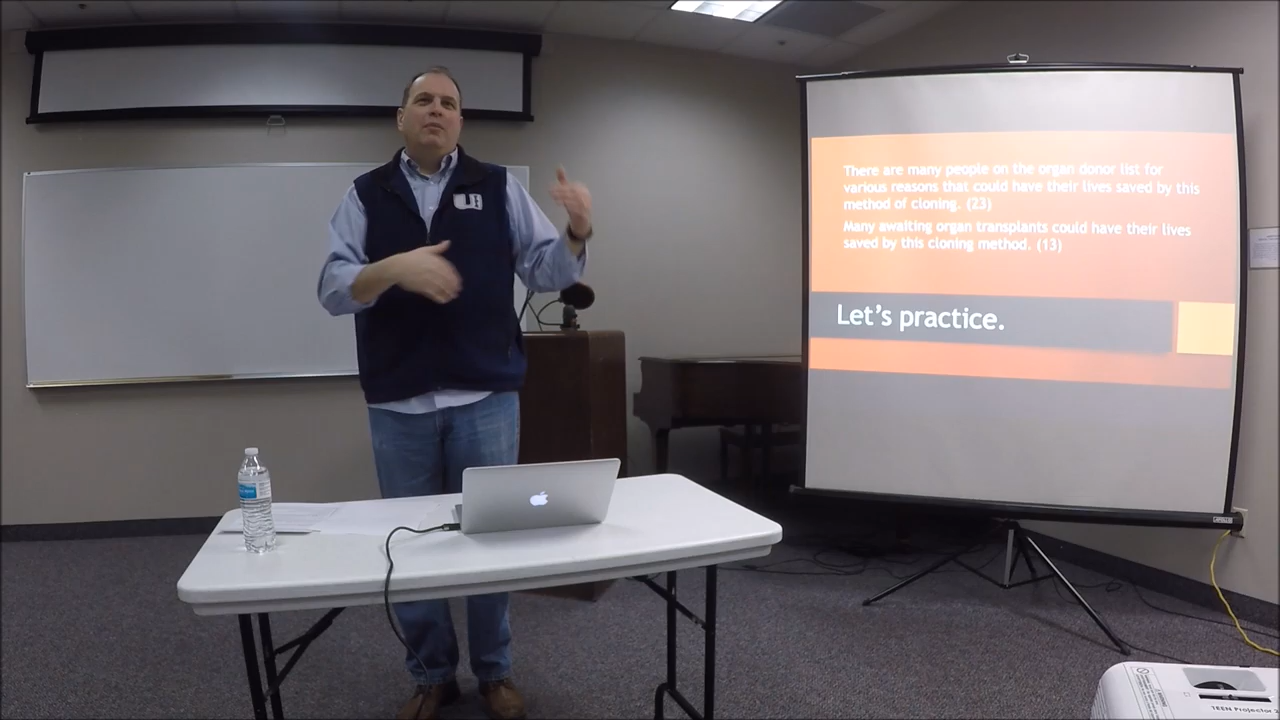 U
There are many people on the organ donor list for
various reasons that could have their lives saved by this
method of cloning. (23)
Many awaiting organ transplants could have their lives
saved by this cloning method. (13)
Let's practice.